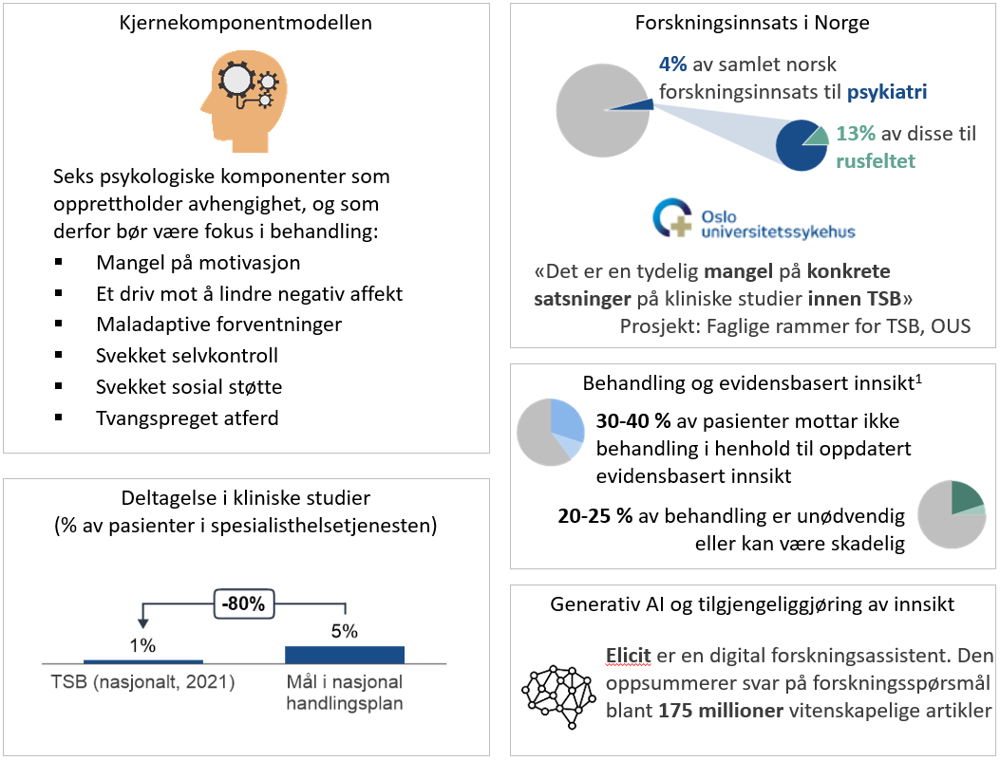 Kjernekomponentmodellen
Seks psykologiske komponenter som
opprettholder avhengighet, og som
derfor bør være fokus i behandling:
▪ Mangel på motivasjon
▪ Et driv mot å lindre negativ affekt
▪ Maladaptive forventninger
▪ Svekket selvkontroll
▪ Svekket sosial støtte
▪ Tvangspreget atferd
Deltagelse i kliniske studier
(% av pasienter i spesialisthelsetjenesten)
-80%
1%
5%
TSB (nasjonalt, 2021)
Mål i nasjonal
handlingsplan
Forskningsinnsats i Norge
4% av samlet norsk
forskningsinnsats til psykiatri
13% av disse til
rusfeltet
Oslo
universitetssykehus
«Det er en tydelig mangel på konkrete
satsninger på kliniske studier innen TSB»
Prosjekt: Faglige rammer for TSB, OUS
Behandling og evidensbasert innsikt¹
30-40 % av pasienter mottar ikke
behandling i henhold til oppdatert
evidensbasert innsikt
20-25 % av behandling er unødvendig
eller kan være skadelig
Generativ AI og tilgjengeliggjøring av innsikt
Elicit er en digital forskningsassistent. Den
oppsummerer svar på forskningsspørsmål
blant 175 millioner vitenskapelige artikler